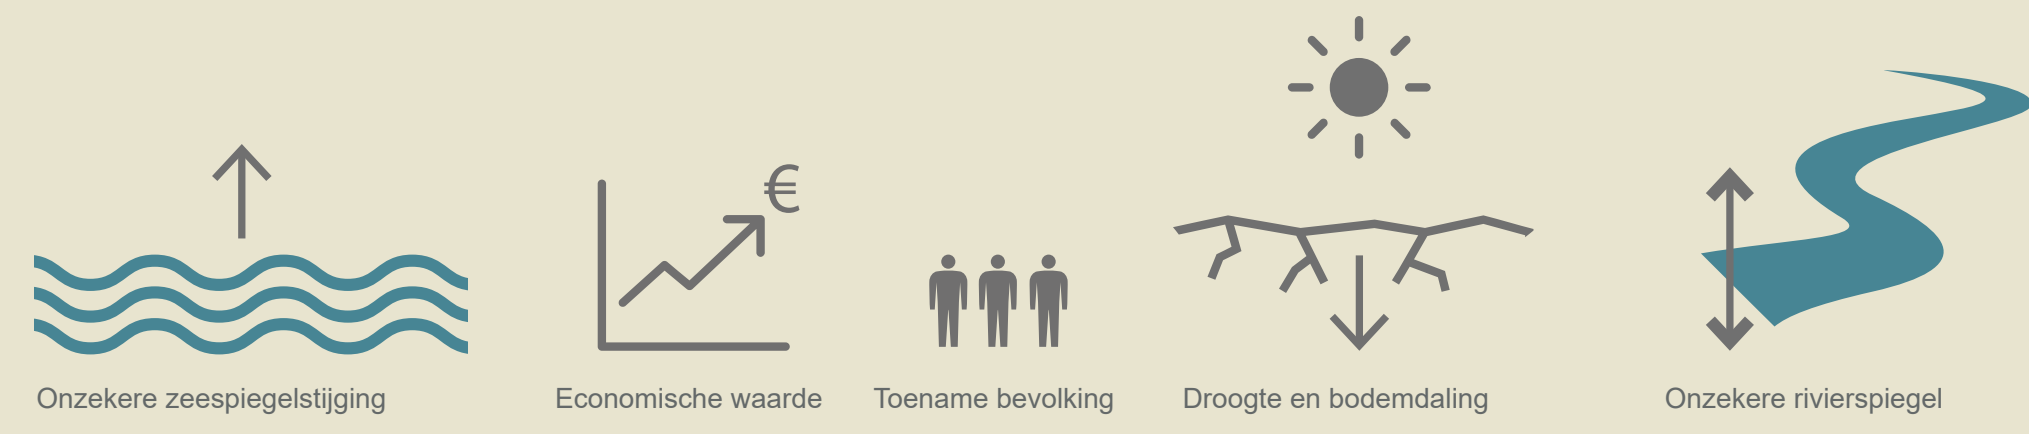 €
Onzekere zeespiegelstijging
Economische waarde
Toename bevolking
Droogte en bodemdaling
Onzekere rivierspiegel